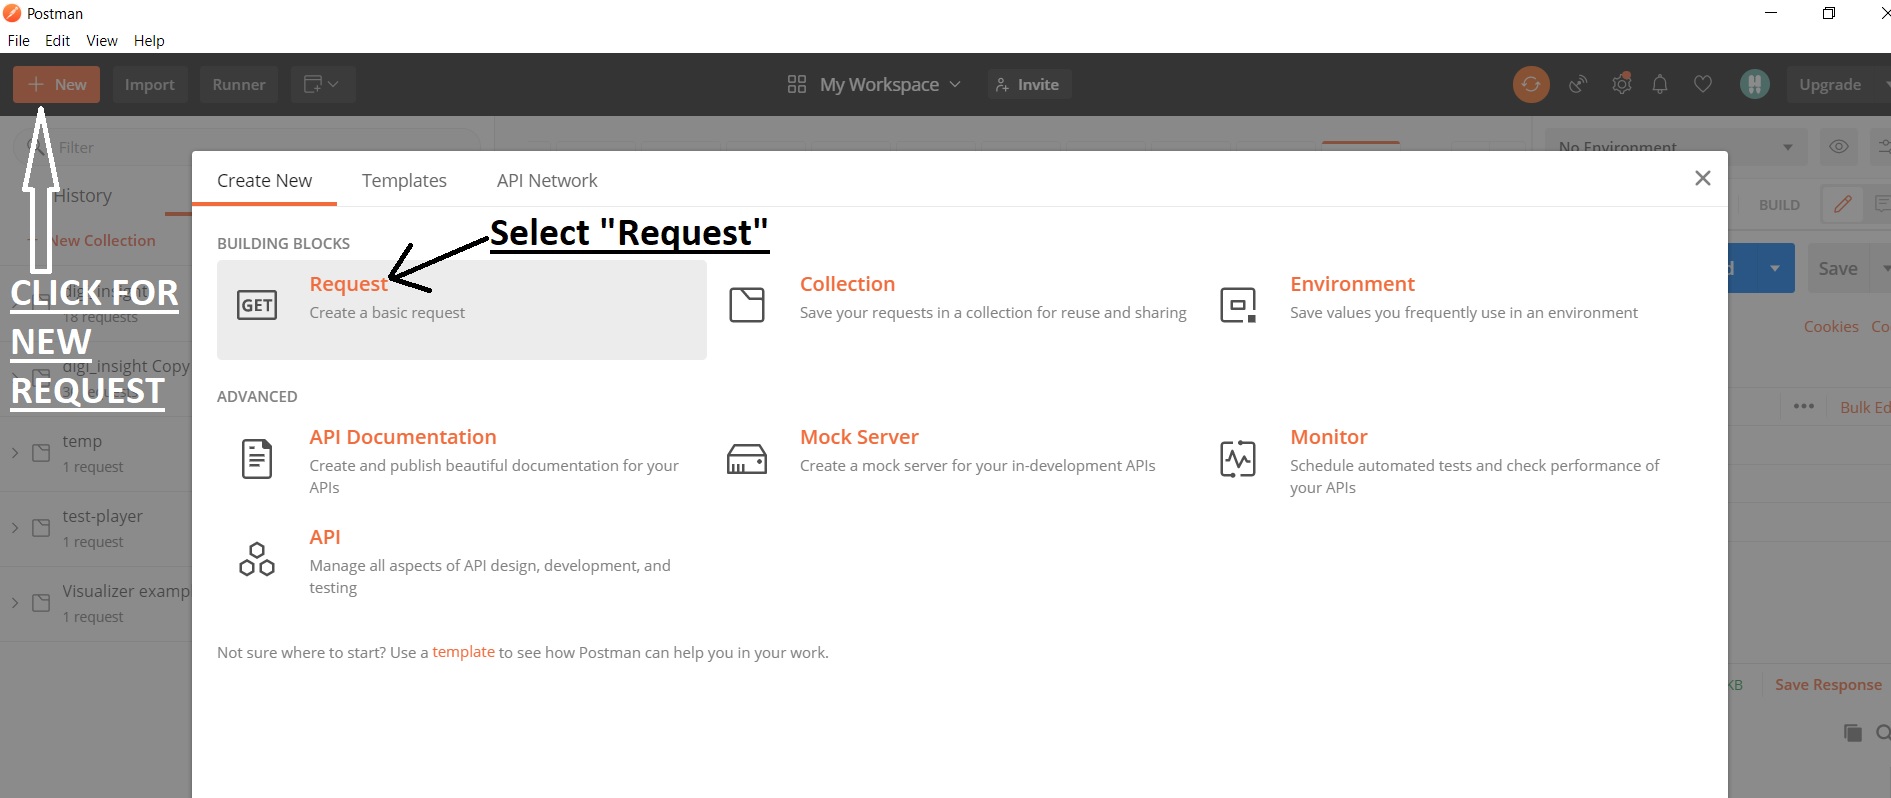 Postman
File Edit View Help
New Import Runner My Workspace Invite Upgrade
Filter
No Environment
History
New Collection
BUILD
Save
Cookies
CLICK FOR
NEW
REQUEST
18 requests
digi_insight Copy
temp
1 request
test-player
1 request
Visualizer examp
1 request
Create New Templates API Network
Select "Request"
BUILDING BLOCKS
Request
Create a basic request
GET
Collection
Save your requests in a collection for reuse and sharing
Environment
Save values you frequently use in an environment
ADVANCED
API Documentation
Create and publish beautiful documentation for your
APIs
Mock Server
Create a mock server for your in-development APIs
Monitor
Schedule automated tests and check performance of
your APIs
API
Manage all aspects of API design, development, and
testing
Not sure where to start? Use a template to see how Postman can help you in your work.
Bulk Ed
KB Save Response